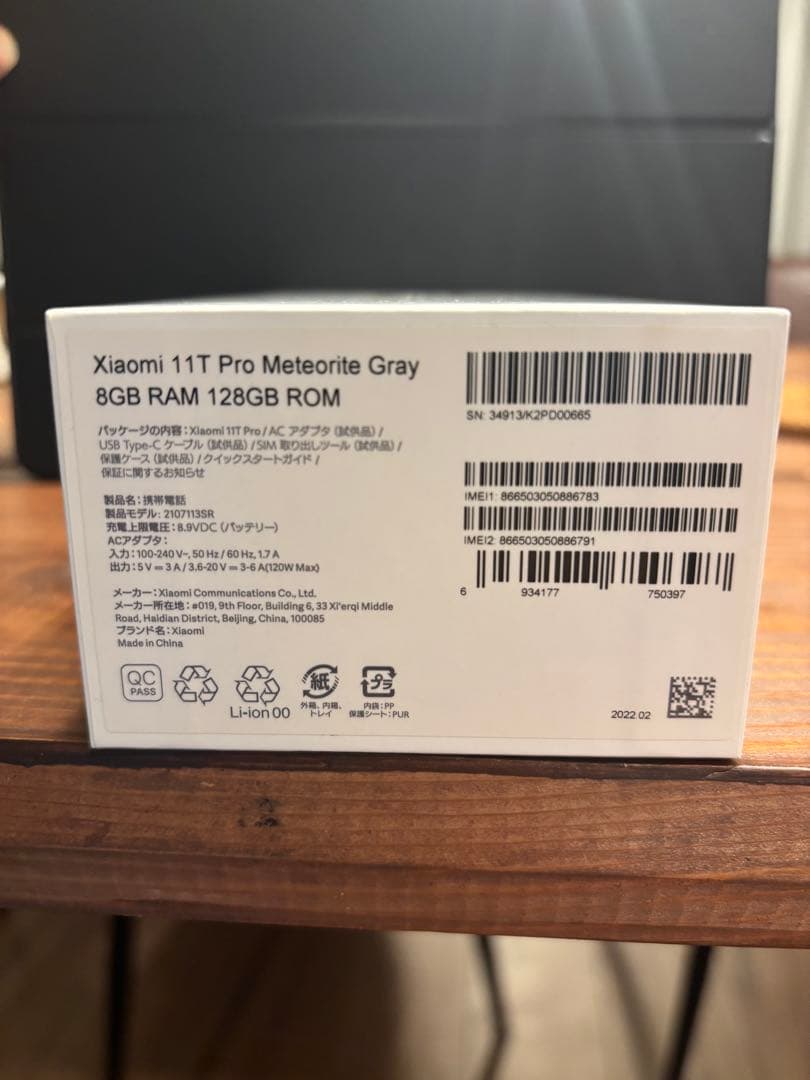 Xiaomi 11T Pro Meteorite Gray
8GB RAM 128GB ROM
パッケージの内容：Xiaomi 11T Pro / AC アダプタ（試供品）/
USB Type-C ケーブル（試供品）/ SIM 取り出しツール（試供品）/
保護ケース（試供品）/ クイックスタートガイド /
保証に関するお知らせ
製品名：携帯電話
製品モデル：2107113SR
充電上限電圧：8.9VDC（バッテリー）
ACアダプタ：
入力：100-240 V~, 50 Hz / 60 Hz, 1.7 A
出力：5 V ⎓ 3 A / 3.6-20 V ⎓ 3-6 A(120W Max)
メーカー：Xiaomi Communications Co., Ltd.
メーカー所在地：#019, 9th Floor, Building 6, 33 Xi'erqi Middle
Road, Haidian District, Beijing, China, 100085
ブランド名：Xiaomi
Made in China
QC
PASS
Li-ion 00
紙
外箱、内箱、
トレイ
プラ
内袋：PP
保護シート：PUR
SN: 34913/K2PD00665
IMEI1: 866503050886783
IMEI2: 866503050886791
6 934177 750397
2022.02